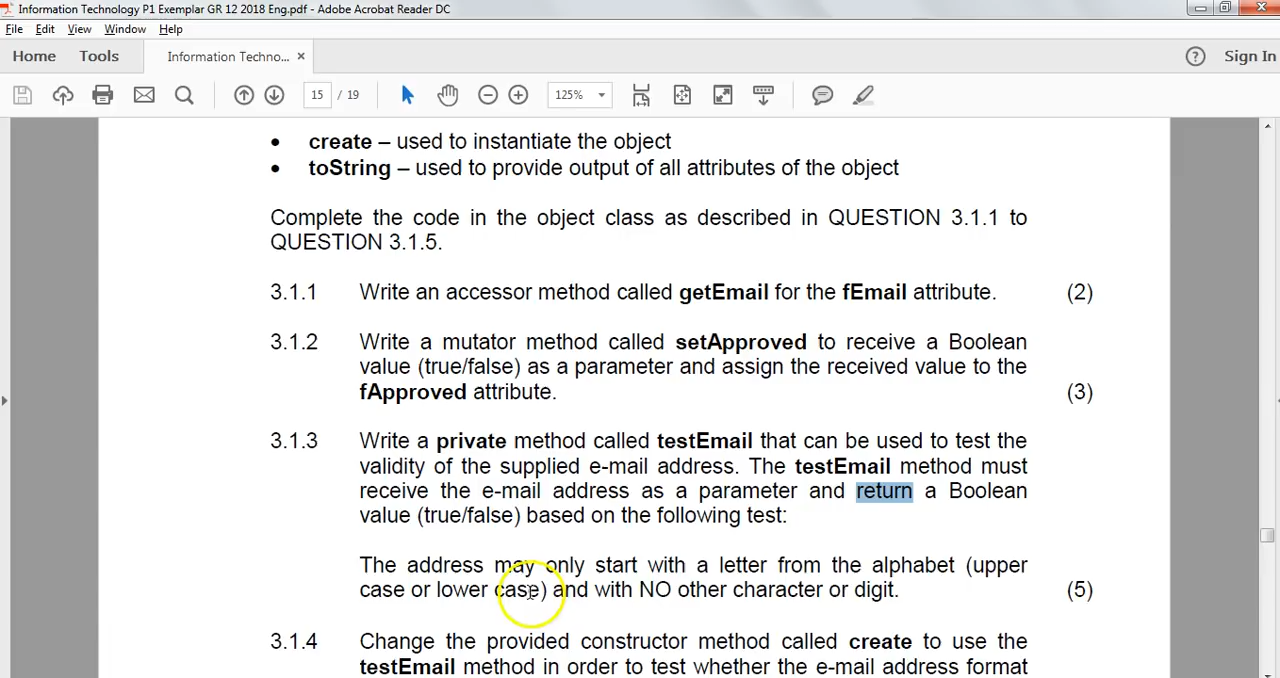 Information Technology P1 Exemplar GR 12 2018 Eng.pdf - Adobe Acrobat Reader DC
File Edit View Window Help
Home Tools Information Techno... × Sign In
15 / 19 125%
• create – used to instantiate the object
• toString – used to provide output of all attributes of the object
Complete the code in the object class as described in QUESTION 3.1.1 to
QUESTION 3.1.5.
3.1.1 Write an accessor method called getEmail for the fEmail attribute. (2)
3.1.2 Write a mutator method called setApproved to receive a Boolean
value (true/false) as a parameter and assign the received value to the
fApproved attribute. (3)
3.1.3 Write a private method called testEmail that can be used to test the
validity of the supplied e-mail address. The testEmail method must
receive the e-mail address as a parameter and return a Boolean
value (true/false) based on the following test:
The address may only start with a letter from the alphabet (upper
case or lower case) and with NO other character or digit. (5)
3.1.4 Change the provided constructor method called create to use the
testEmail method in order to test whether the e-mail address format